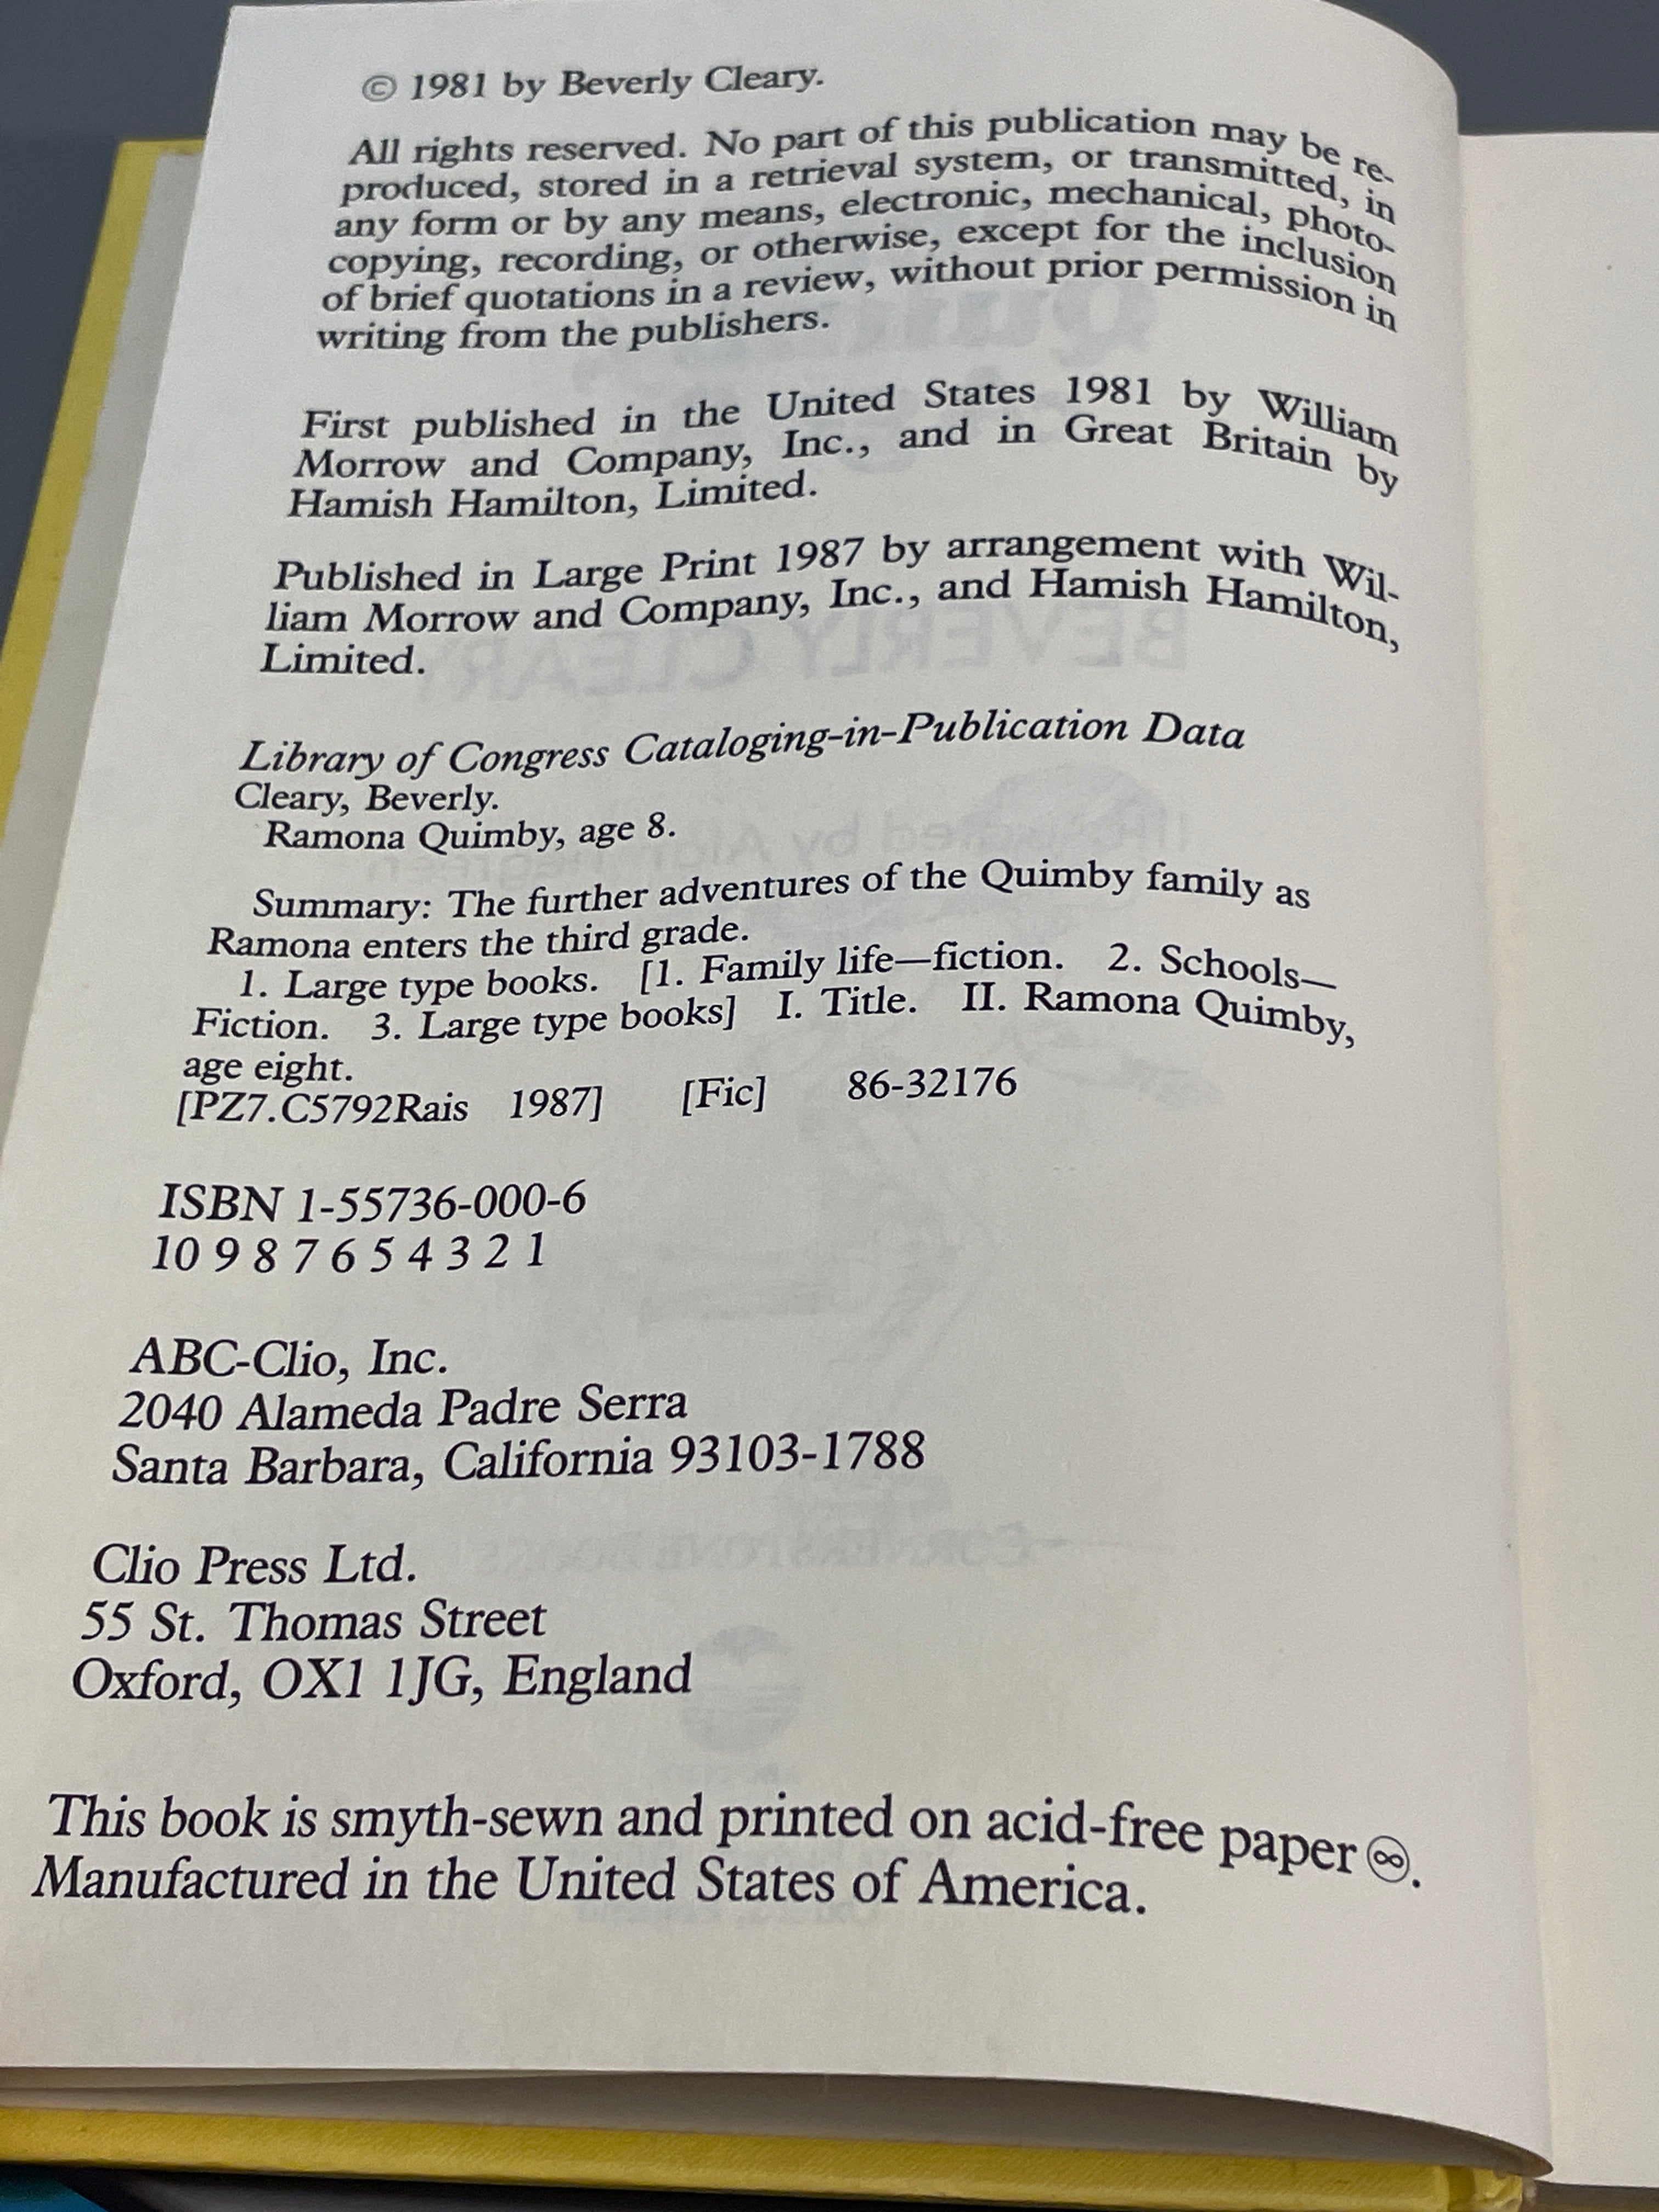 © 1981 by Beverly Cleary.
All rights reserved. No part of this publication may be re-
produced, stored in a retrieval system, or transmitted, in
any form or by any means, electronic, mechanical, photo-
copying, recording, or otherwise, except for the inclusion
of brief quotations in a review, without prior permission in
writing from the publishers.
First published in the United States 1981 by William
Morrow and Company, Inc., and in Great Britain by
Hamish Hamilton, Limited.
Published in Large Print 1987 by arrangement with Wil-
liam Morrow and Company, Inc., and Hamish Hamilton,
Limited.
Library of Congress Cataloging-in-Publication Data
Cleary, Beverly.
Ramona Quimby, age 8.
Summary: The further adventures of the Quimby family as
Ramona enters the third grade.
1. Large type books. [1. Family life—fiction. 2. Schools—
Fiction. 3. Large type books] I. Title. II. Ramona Quimby,
age eight.
[PZ7.C5792Rais 1987] [Fic] 86-32176
ISBN 1-55736-000-6
10 9 8 7 6 5 4 3 2 1
ABC-Clio, Inc.
2040 Alameda Padre Serra
Santa Barbara, California 93103-1788
Clio Press Ltd.
55 St. Thomas Street
Oxford, OX1 1JG, England
This book is smyth-sewn and printed on acid-free paper ♾.
Manufactured in the United States of America.